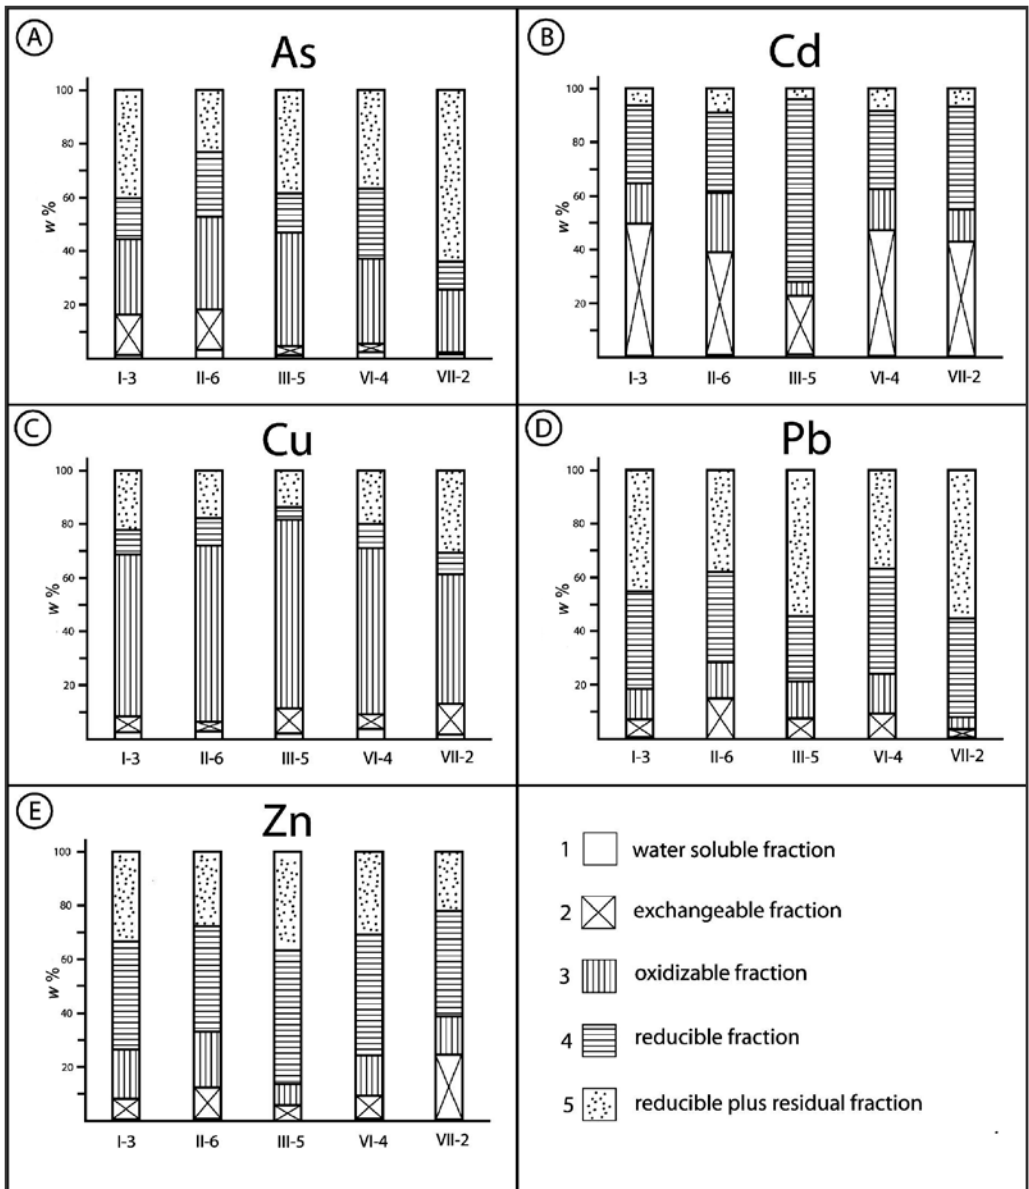 A
As
100
80
60
w %
40
20
I-3 II-6 III-5 VI-4 VII-2
B
Cd
100
80
60
w %
40
20
I-3 II-6 III-5 VI-4 VII-2
C
Cu
100
80
60
w %
40
20
I-3 II-6 III-5 VI-4 VII-2
D
Pb
100
80
60
w %
40
20
I-3 II-6 III-5 VI-4 VII-2
E
Zn
100
80
60
w %
40
20
I-3 II-6 III-5 VI-4 VII-2
1 water soluble fraction
2 exchangeable fraction
3 oxidizable fraction
4 reducible fraction
5 reducible plus residual fraction